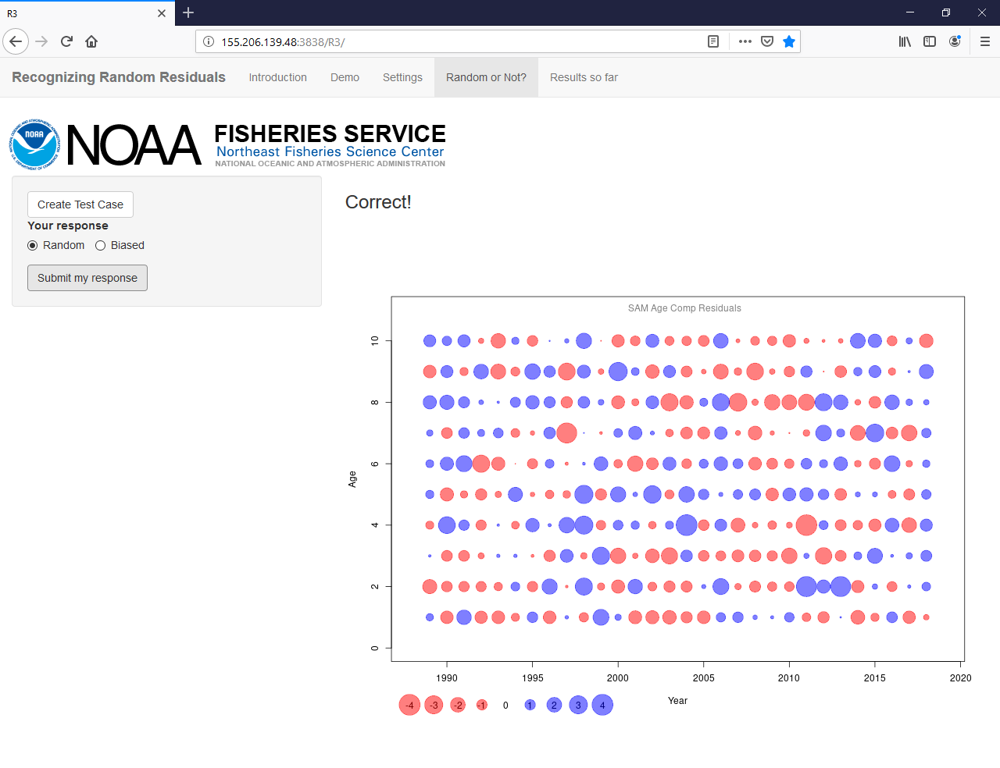 R3
155.206.139.48:3838/R3/
Recognizing Random Residuals Introduction Demo Settings Random or Not? Results so far
NOAA
NOAA FISHERIES SERVICE
Northeast Fisheries Science Center
NATIONAL OCEANIC AND ATMOSPHERIC ADMINISTRATION
Create Test Case
Your response
Random Biased
Submit my response
Correct!
SAM Age Comp Residuals
Age
10
8
6
4
2
0
1990 1995 2000 2005 2010 2015 2020
Year
-4 -3 -2 -1 0 1 2 3 4